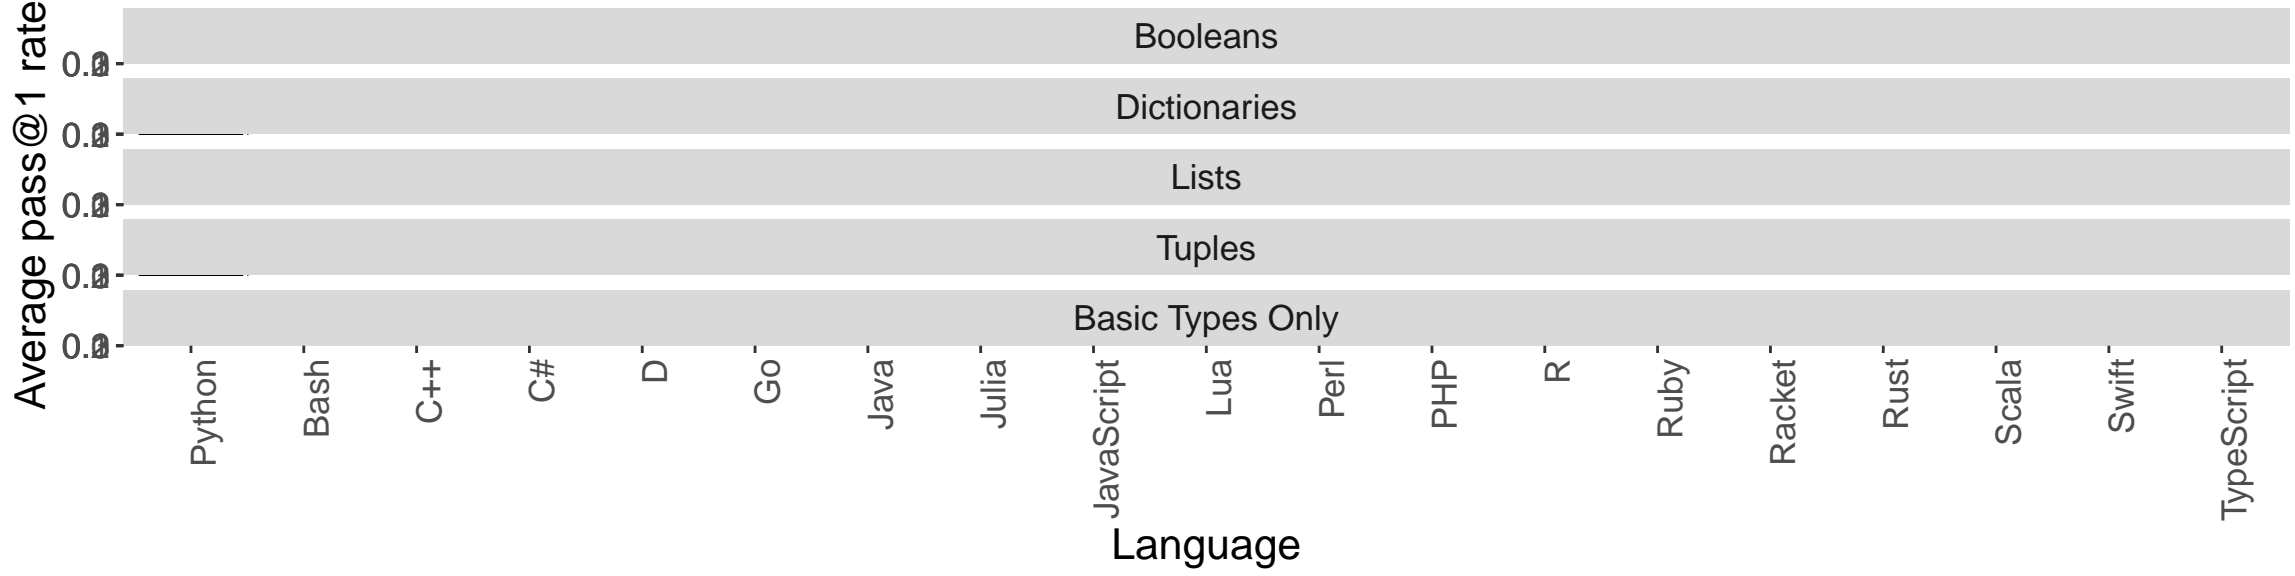 Average pass@1 rate
Booleans
Dictionaries
Lists
Tuples
Basic Types Only
Python
Bash
C++
C#
D
Go
Java
Julia
JavaScript
Lua
Perl
PHP
R
Ruby
Racket
Rust
Scala
Swift
TypeScript
Language